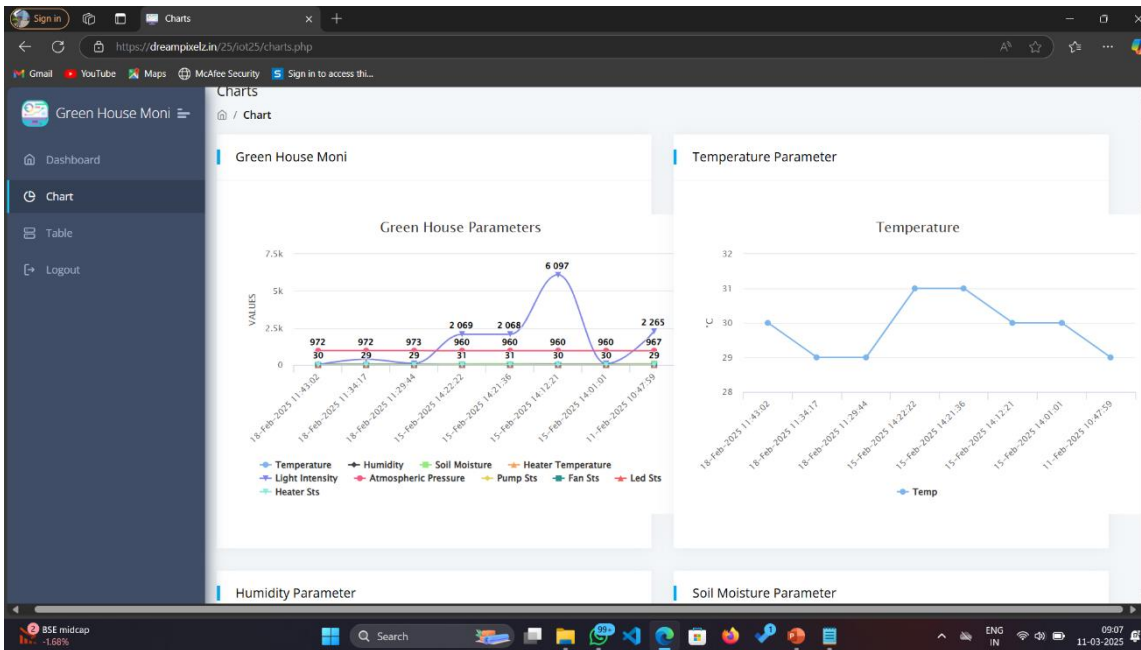 Sign in
Charts
https://dreampixelz.in/25/iot25/charts.php
Gmail YouTube Maps McAfee Security Sign in to access thi...
Green House Moni
Dashboard
Chart
Table
Logout
Charts
/ Chart
Green House Moni
Green House Parameters
VALUES
7.5k
5k
2.5k
0
6 097
2 069 2 068 2 265
972 972 973 960 960 960 960 967
30 29 29 31 31 30 30 29
18-Feb-2025 11:43:02
18-Feb-2025 11:34:17
18-Feb-2025 11:29:44
15-Feb-2025 14:22:22
15-Feb-2025 14:21:36
15-Feb-2025 14:12:21
15-Feb-2025 14:01:01
11-Feb-2025 10:47:59
Temperature Humidity Soil Moisture Heater Temperature
Light Intensity Atmospheric Pressure Pump Sts Fan Sts Led Sts
Heater Sts
Temperature Parameter
Temperature
°C
32
31
30
29
28
18-Feb-2025 11:43:02
18-Feb-2025 11:34:17
18-Feb-2025 11:29:44
15-Feb-2025 14:22:22
15-Feb-2025 14:21:36
15-Feb-2025 14:12:21
15-Feb-2025 14:01:01
11-Feb-2025 10:47:59
Temp
Humidity Parameter
Soil Moisture Parameter
2
BSE midcap
-1.68%
Search
99+
1
ENG
IN
09:07
11-03-2025